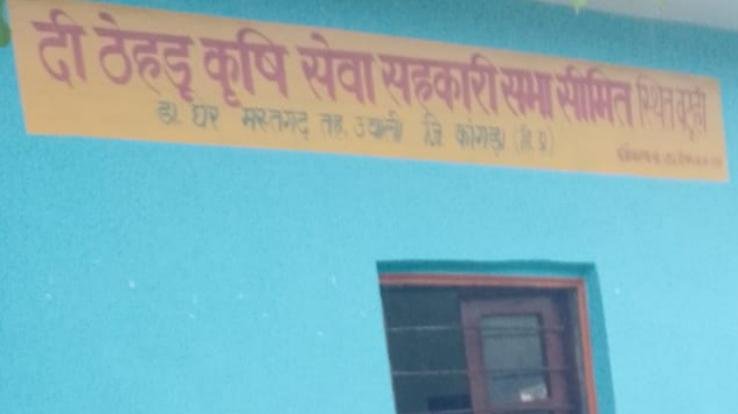 दी ठेहडू कृषि सेवा सहकारी सभा सीमित स्थित
डा. घर मस्तगढ़ तह. ज्वाली जि कांगड़ा (हि प्र)